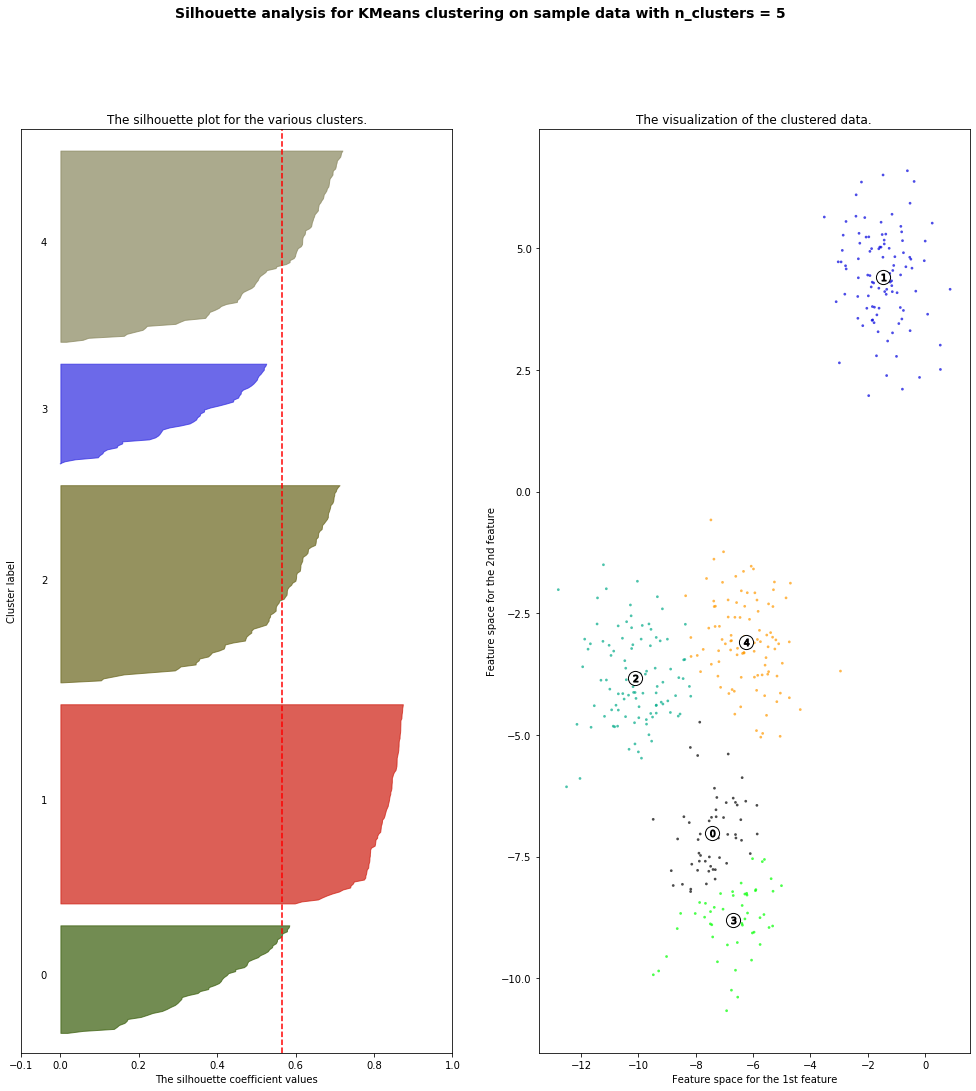 Silhouette analysis for KMeans clustering on sample data with n_clusters = 5
The silhouette plot for the various clusters.
4
3
2
1
0
Cluster label
−0.1 0.0 0.2 0.4 0.6 0.8 1.0
The silhouette coefficient values
The visualization of the clustered data.
5.0
2.5
0.0
−2.5
−5.0
−7.5
−10.0
Feature space for the 2nd feature
1
4
2
0
3
−12 −10 −8 −6 −4 −2 0
Feature space for the 1st feature